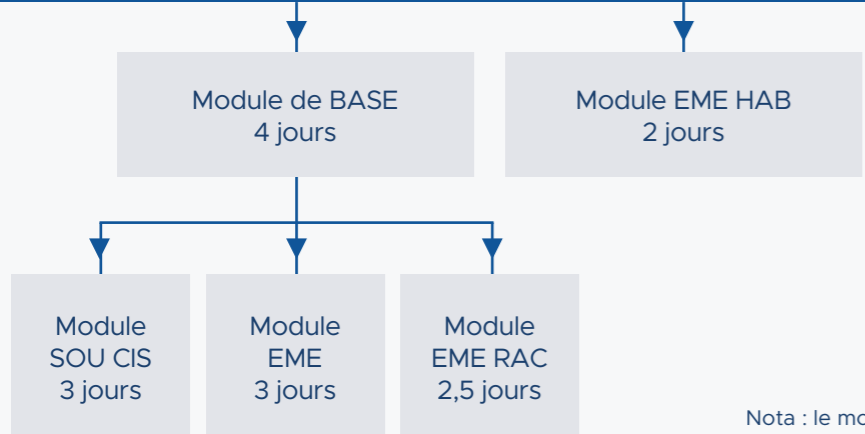 Module de BASE
4 jours
Module EME HAB
2 jours
Module
SOU CIS
3 jours
Module
EME
3 jours
Module
EME RAC
2,5 jours
Nota : le mo